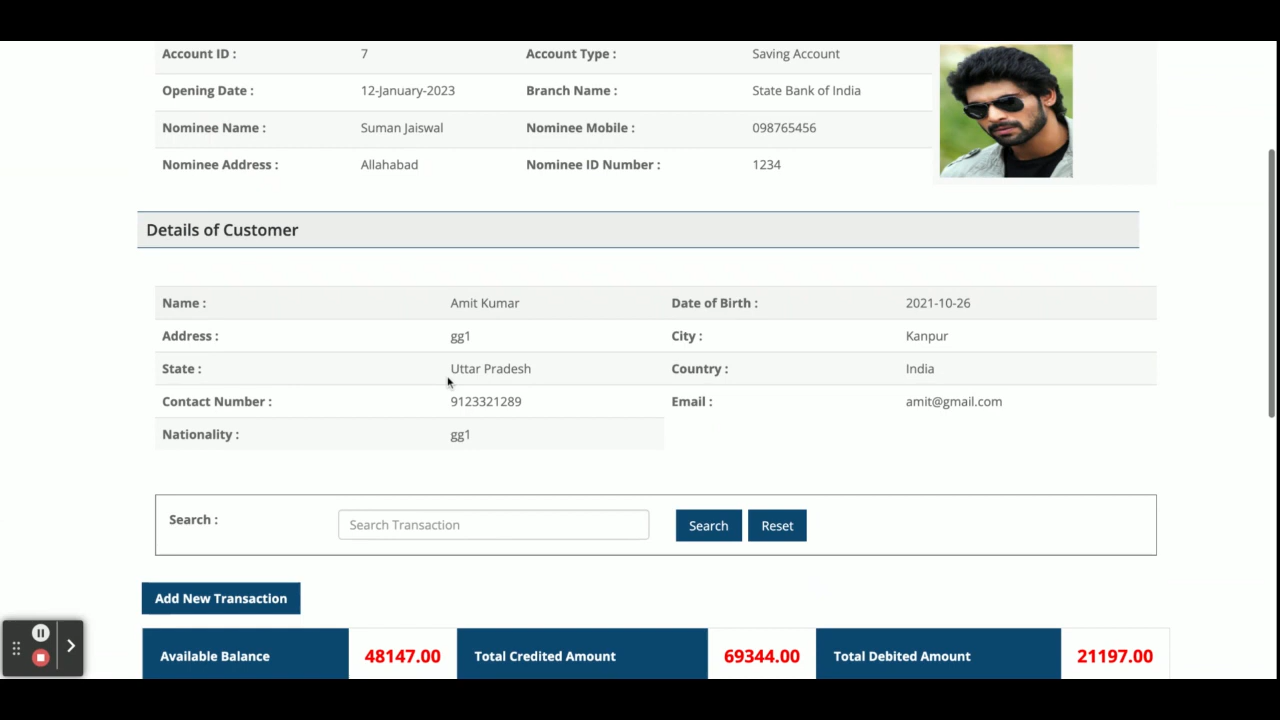 Account ID : 7 Account Type : Saving Account
Opening Date : 12-January-2023 Branch Name : State Bank of India
Nominee Name : Suman Jaiswal Nominee Mobile : 098765456
Nominee Address : Allahabad Nominee ID Number : 1234
Details of Customer
Name : Amit Kumar Date of Birth : 2021-10-26
Address : gg1 City : Kanpur
State : Uttar Pradesh Country : India
Contact Number : 9123321289 Email : amit@gmail.com
Nationality : gg1
Search : Search Transaction Search Reset
Add New Transaction
Available Balance 48147.00 Total Credited Amount 69344.00 Total Debited Amount 21197.00